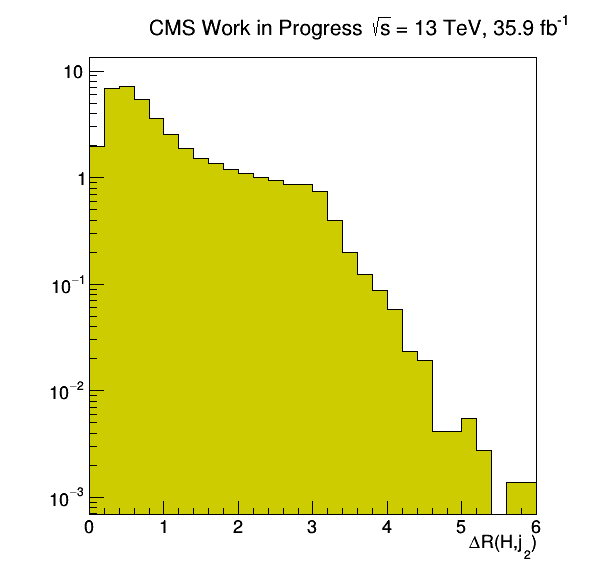 CMS Work in Progress √s = 13 TeV, 35.9 fb⁻¹
10
1
10⁻¹
10⁻²
10⁻³
0 1 2 3 4 5 6
ΔR(H,j₂)